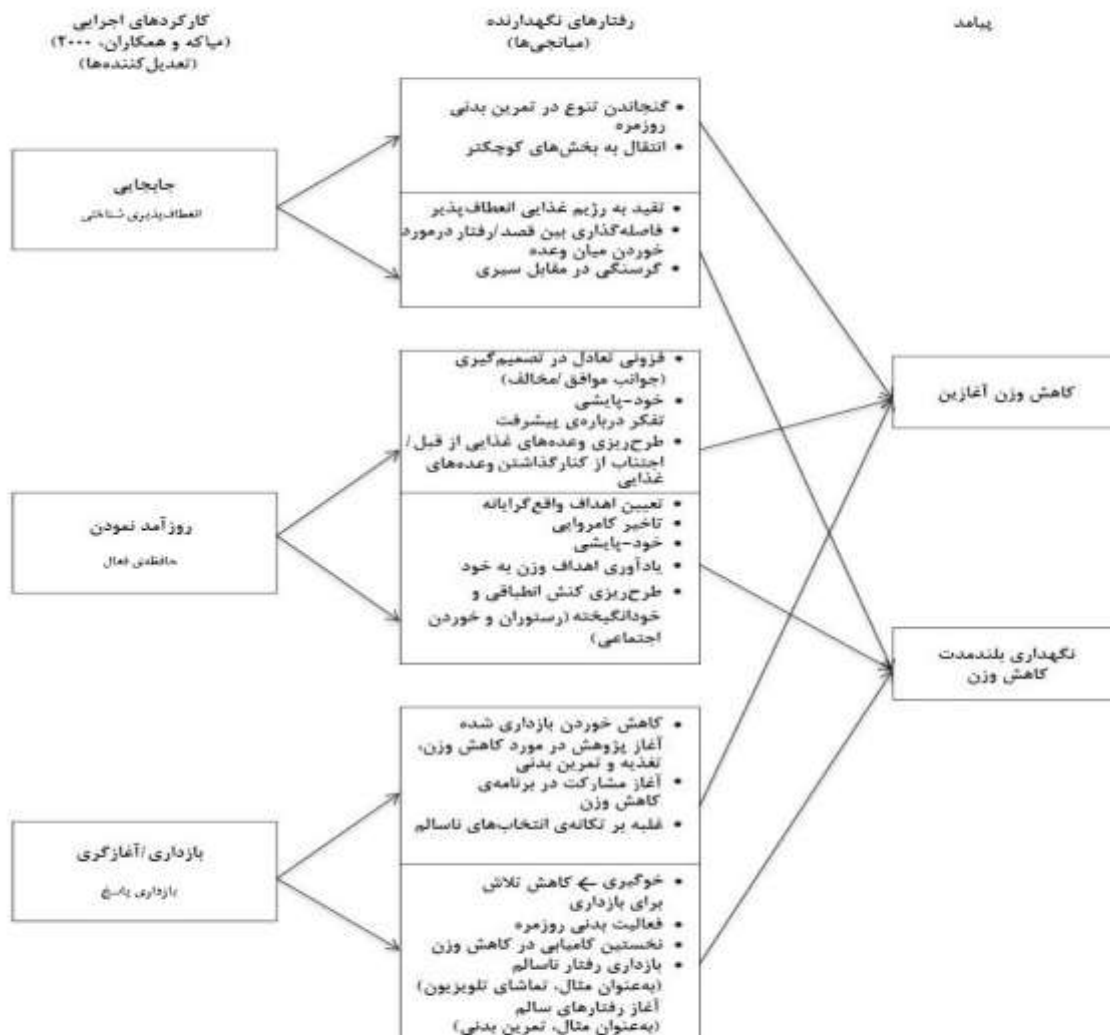 کارکردهای اجرایی
(میاکه و همکاران، ۲۰۰۰)
(تعدیل‌کننده‌ها)
رفتارهای نگهدارنده
(میانجی‌ها)
پیامد
جابجایی
انعطاف‌پذیری شناختی
• گنجاندن تنوع در تمرین بدنی
روزمره
• انتقال به بخش‌های کوچکتر
• تقید به رژیم غذایی انعطاف‌پذیر
• فاصله‌گذاری بین قصد/رفتار درمورد
خوردن میان وعده
• گرسنگی در مقابل سیری
روزآمد نمودن
حافظه‌ی فعال
• فزونی تعادل در تصمیم‌گیری
(جوانب موافق/مخالف)
• خود-پایشی
تفکر درباره‌ی پیشرفت
• طرح‌ریزی وعده‌های غذایی از قبل/
اجتناب از کنارگذاشتن وعده‌های
غذایی
• تعیین اهداف واقع‌گرایانه
• تاخیر کامروایی
• خود-پایشی
• یادآوری اهداف وزن به خود
• طرح‌ریزی کنش انطباقی و
خودانگیخته (رستوران و خوردن
اجتماعی)
بازداری/آغازگری
بازداری پاسخ
• کاهش خوردن بازداری شده
آغاز پژوهش در مورد کاهش وزن،
تغذیه و تمرین بدنی
• آغاز مشارکت در برنامه‌ی
کاهش وزن
• غلبه بر تکانه‌ی انتخاب‌های ناسالم
• خوگیری ← کاهش تلاش
برای بازداری
• فعالیت بدنی روزمره
• نخستین کامیابی در کاهش وزن
• بازداری رفتار ناسالم
(به‌عنوان مثال، تماشای تلویزیون)
آغاز رفتارهای سالم
(به‌عنوان مثال، تمرین بدنی)
کاهش وزن آغازین
نگهداری بلندمدت
کاهش وزن